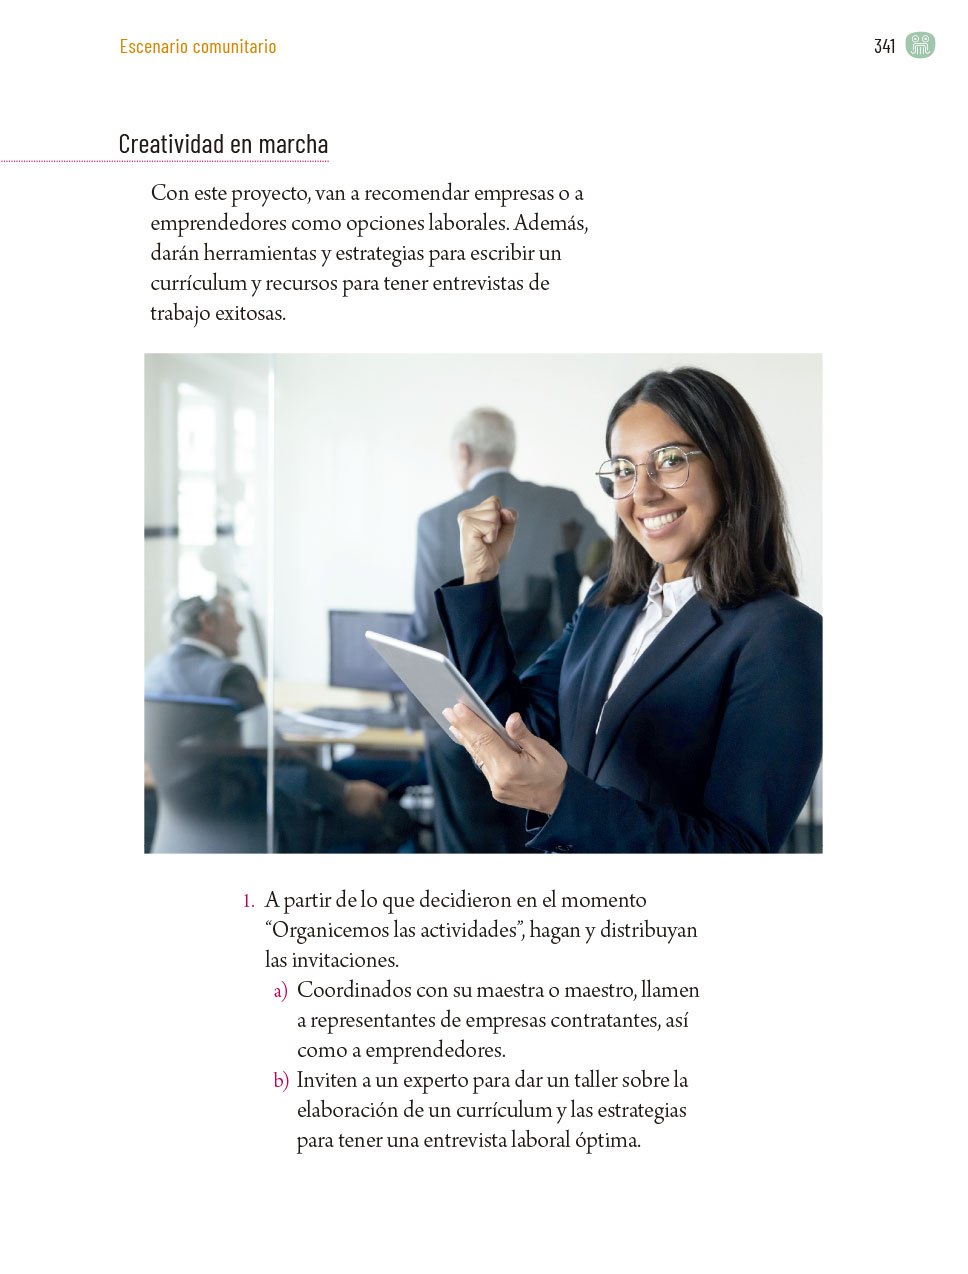 Escenario comunitario
341
Creatividad en marcha
Con este proyecto, van a recomendar empresas o a
emprendedores como opciones laborales. Además,
darán herramientas y estrategias para escribir un
currículum y recursos para tener entrevistas de
trabajo exitosas.
1. A partir de lo que decidieron en el momento
“Organicemos las actividades”, hagan y distribuyan
las invitaciones.
a) Coordinados con su maestra o maestro, llamen
a representantes de empresas contratantes, así
como a emprendedores.
b) Inviten a un experto para dar un taller sobre la
elaboración de un currículum y las estrategias
para tener una entrevista laboral óptima.